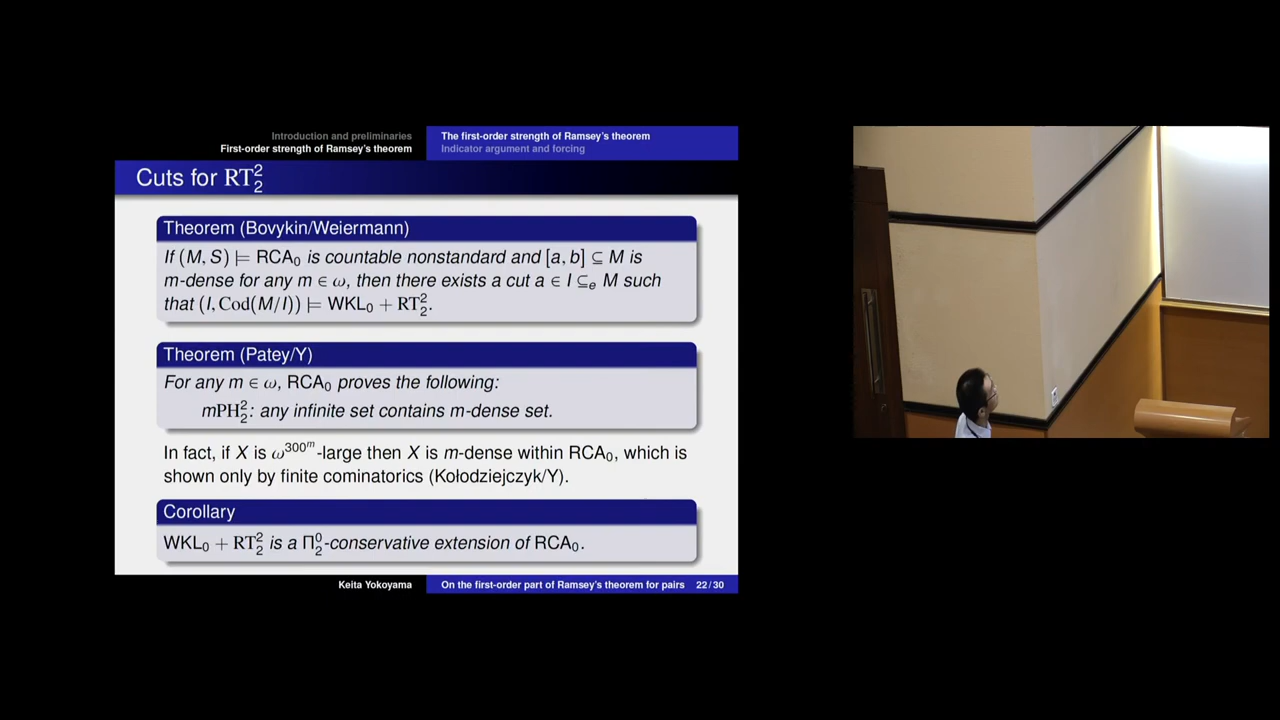 Introduction and preliminaries
First-order strength of Ramsey's theorem
The first-order strength of Ramsey's theorem
Indicator argument and forcing
Cuts for RT²₂
Theorem (Bovykin/Weiermann)
If (M, S) ⊨ RCA₀ is countable nonstandard and [a, b] ⊆ M is
m-dense for any m ∈ ω, then there exists a cut a ∈ I ⊆ₑ M such
that (I, Cod(M/I)) ⊨ WKL₀ + RT²₂.
Theorem (Patey/Y)
For any m ∈ ω, RCA₀ proves the following:
mPH²₂: any infinite set contains m-dense set.
In fact, if X is ω^300^m-large then X is m-dense within RCA₀, which is
shown only by finite cominatorics (Kołodziejczyk/Y).
Corollary
WKL₀ + RT²₂ is a Π⁰₂-conservative extension of RCA₀.
Keita Yokoyama
On the first-order part of Ramsey's theorem for pairs 22 / 30